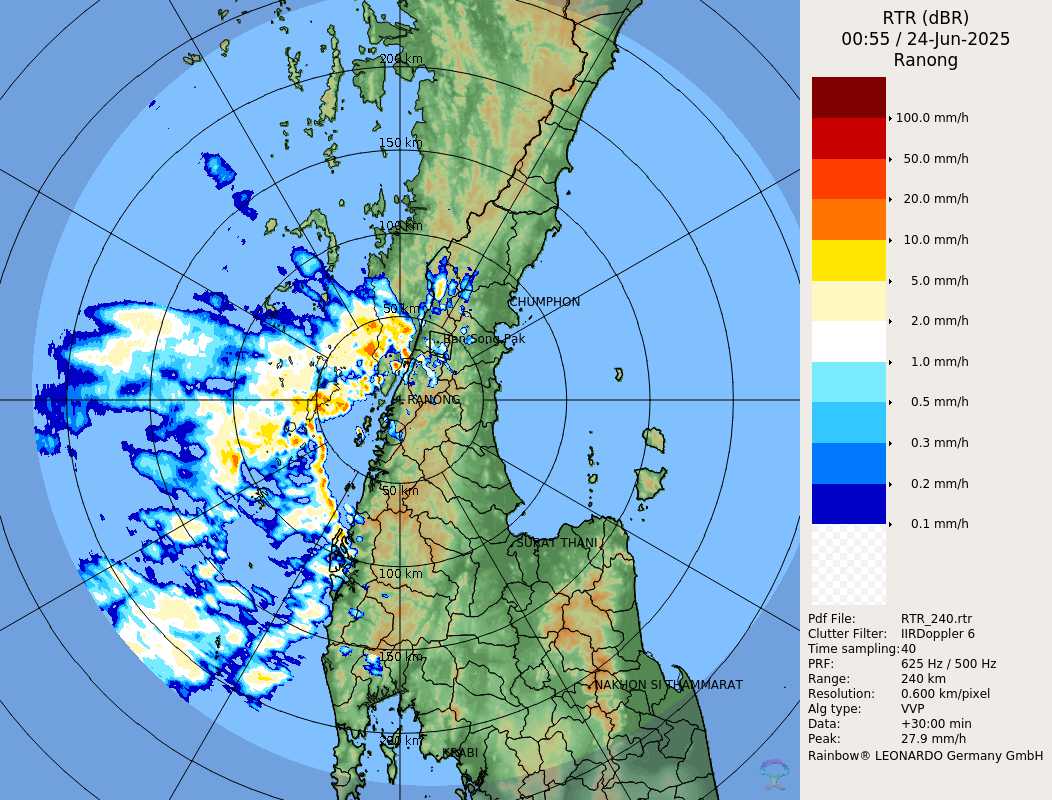 RTR (dBR)
00:55 / 24-Jun-2025
Ranong
100.0 mm/h
50.0 mm/h
20.0 mm/h
10.0 mm/h
5.0 mm/h
2.0 mm/h
1.0 mm/h
0.5 mm/h
0.3 mm/h
0.2 mm/h
0.1 mm/h
Pdf File: RTR_240.rtr
Clutter Filter: IIRDoppler 6
Time sampling:40
PRF: 625 Hz / 500 Hz
Range: 240 km
Resolution: 0.600 km/pixel
Alg type: VVP
Data: +30:00 min
Peak: 27.9 mm/h
Rainbow® LEONARDO Germany GmbH
200 km
150 km
100 km
CHUMPHON
50 km
Ban Song Pak
RANONG
50 km
SURAT THANI
100 km
150 km
NAKHON SI THAMMARAT
200 km
KRABI